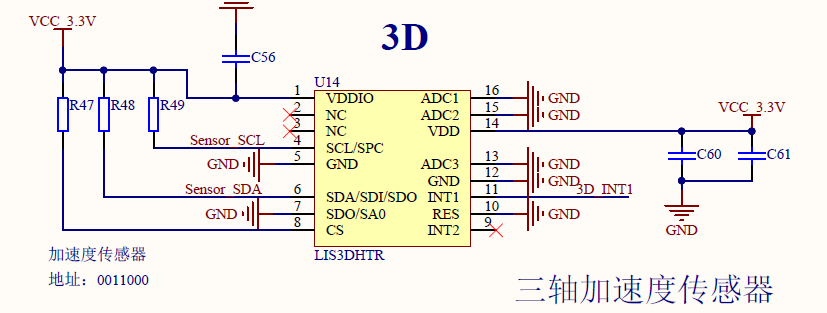 3D
VCC_3.3V
C56
U14
R47
R48
R49
1 VDDIO
2 NC
3 NC
Sensor_SCL 4 SCL/SPC
GND 5 GND
Sensor_SDA 6 SDA/SDI/SDO
GND 7 SDO/SA0
8 CS
ADC1 16 GND
ADC2 15 GND
VDD 14
ADC3 13 GND
GND 12 GND
INT1 11 3D_INT1
RES 10 GND
INT2 9
LIS3DHTR
VCC_3.3V
C60
C61
GND
加速度传感器
地址：0011000
三轴加速度传感器